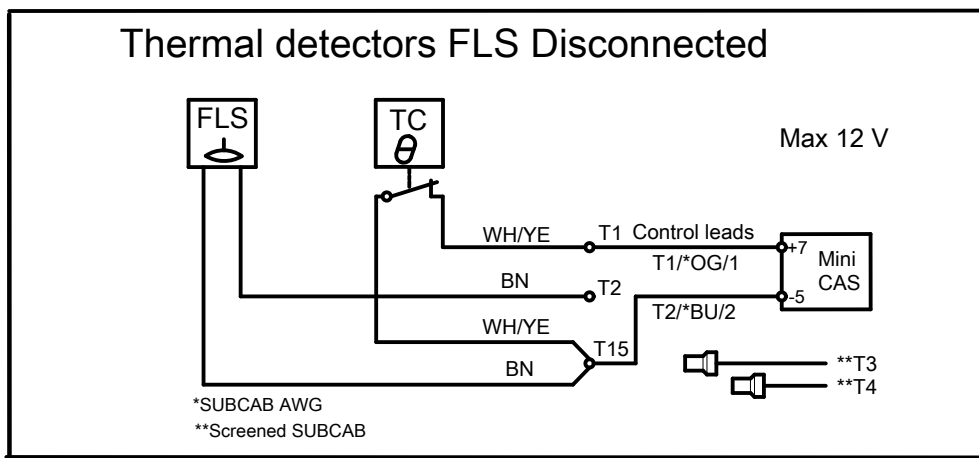 Thermal detectors FLS Disconnected
FLS
TC
θ
Max 12 V
WH/YE
T1
Control leads
+7
Mini
CAS
T1/*OG/1
BN
T2
-5
T2/*BU/2
WH/YE
T15
BN
**T3
**T4
*SUBCAB AWG
**Screened SUBCAB